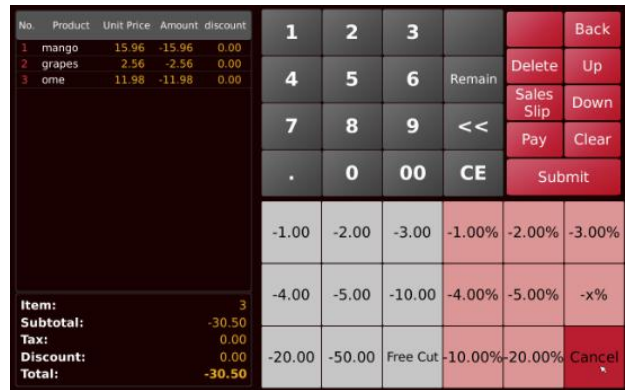 No. Product Unit Price Amount discount
1 mango 15.96 -15.96 0.00
2 grapes 2.56 -2.56 0.00
3 ome 11.98 -11.98 0.00
Item: 3
Subtotal: -30.50
Tax: 0.00
Discount: 0.00
Total: -30.50
1 2 3 Back
4 5 6 Remain Delete Up
Sales Slip Down
7 8 9 << Pay Clear
. 0 00 CE Submit
-1.00 -2.00 -3.00 -1.00% -2.00% -3.00%
-4.00 -5.00 -10.00 -4.00% -5.00% -x%
-20.00 -50.00 Free Cut -10.00% -20.00% Cancel